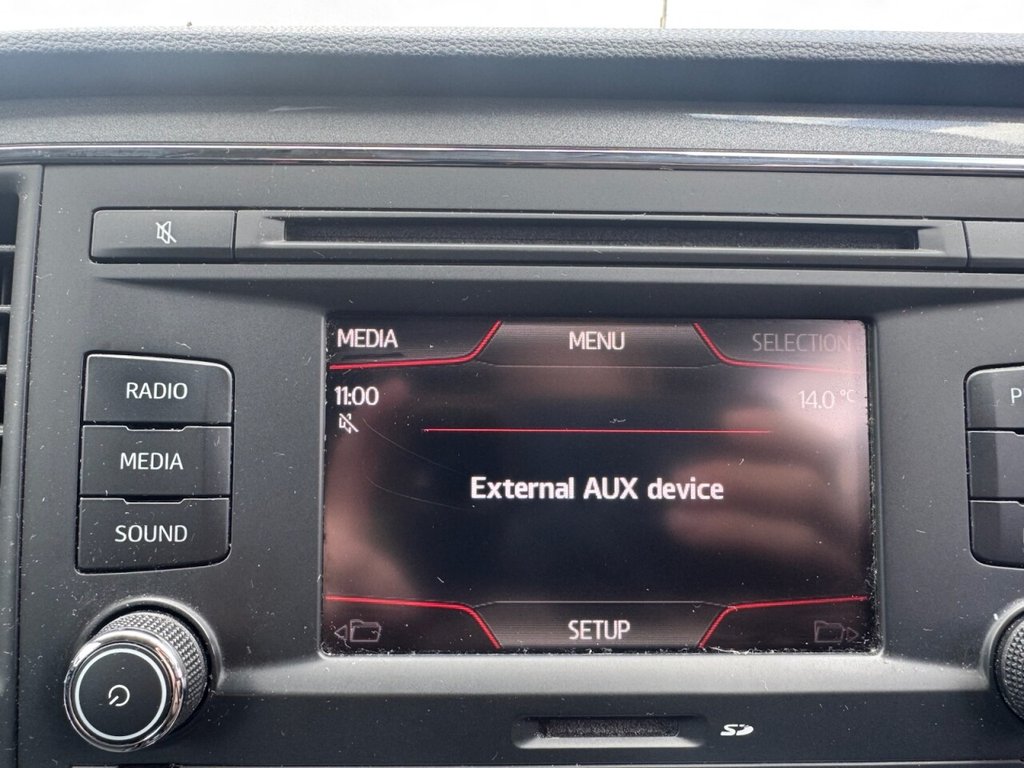 MEDIA MENU SELECTION
11:00 14.0 °C
RADIO
MEDIA
External AUX device
SOUND
SETUP
SD
P